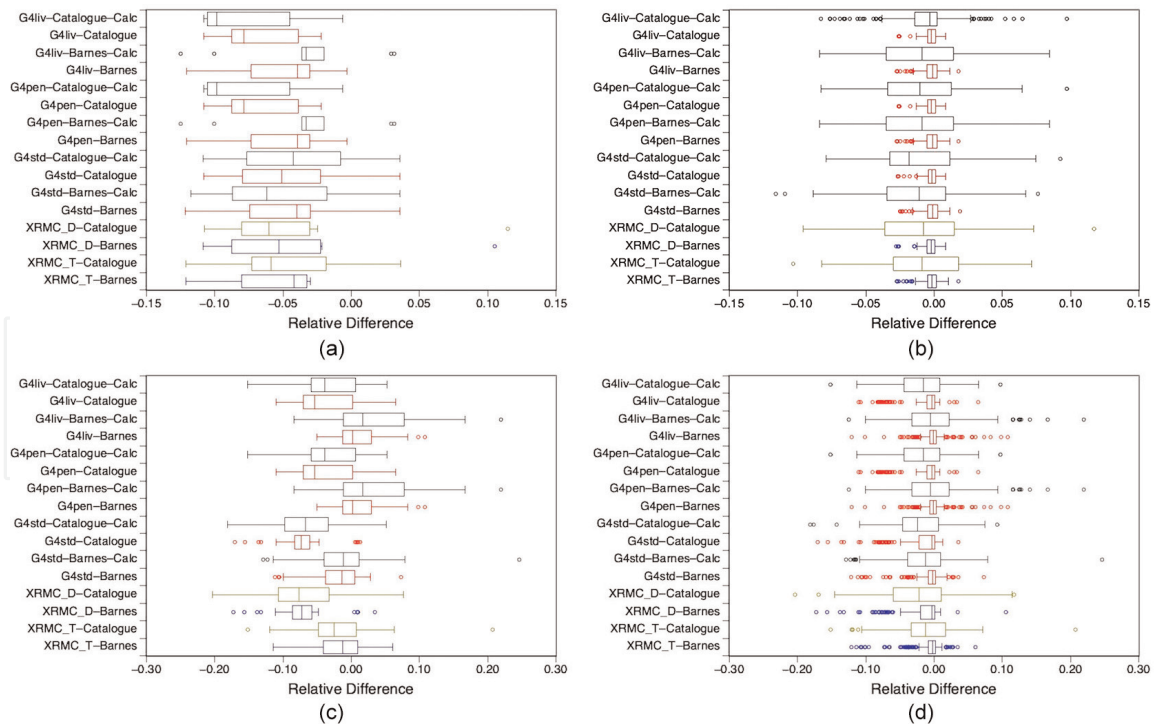 G4liv–Catalogue–Calc
G4liv–Catalogue
G4liv–Barnes–Calc
G4liv–Barnes
G4pen–Catalogue–Calc
G4pen–Catalogue
G4pen–Barnes–Calc
G4pen–Barnes
G4std–Catalogue–Calc
G4std–Catalogue
G4std–Barnes–Calc
G4std–Barnes
XRMC_D–Catalogue
XRMC_D–Barnes
XRMC_T–Catalogue
XRMC_T–Barnes
−0.15 −0.10 −0.05 0.00 0.05 0.10 0.15
Relative Difference
(a)
G4liv–Catalogue–Calc
G4liv–Catalogue
G4liv–Barnes–Calc
G4liv–Barnes
G4pen–Catalogue–Calc
G4pen–Catalogue
G4pen–Barnes–Calc
G4pen–Barnes
G4std–Catalogue–Calc
G4std–Catalogue
G4std–Barnes–Calc
G4std–Barnes
XRMC_D–Catalogue
XRMC_D–Barnes
XRMC_T–Catalogue
XRMC_T–Barnes
−0.15 −0.10 −0.05 0.00 0.05 0.10 0.15
Relative Difference
(b)
G4liv–Catalogue–Calc
G4liv–Catalogue
G4liv–Barnes–Calc
G4liv–Barnes
G4pen–Catalogue–Calc
G4pen–Catalogue
G4pen–Barnes–Calc
G4pen–Barnes
G4std–Catalogue–Calc
G4std–Catalogue
G4std–Barnes–Calc
G4std–Barnes
XRMC_D–Catalogue
XRMC_D–Barnes
XRMC_T–Catalogue
XRMC_T–Barnes
−0.30 −0.20 −0.10 0.00 0.10 0.20 0.30
Relative Difference
(c)
G4liv–Catalogue–Calc
G4liv–Catalogue
G4liv–Barnes–Calc
G4liv–Barnes
G4pen–Catalogue–Calc
G4pen–Catalogue
G4pen–Barnes–Calc
G4pen–Barnes
G4std–Catalogue–Calc
G4std–Catalogue
G4std–Barnes–Calc
G4std–Barnes
XRMC_D–Catalogue
XRMC_D–Barnes
XRMC_T–Catalogue
XRMC_T–Barnes
−0.30 −0.20 −0.10 0.00 0.10 0.20 0.30
Relative Difference
(d)